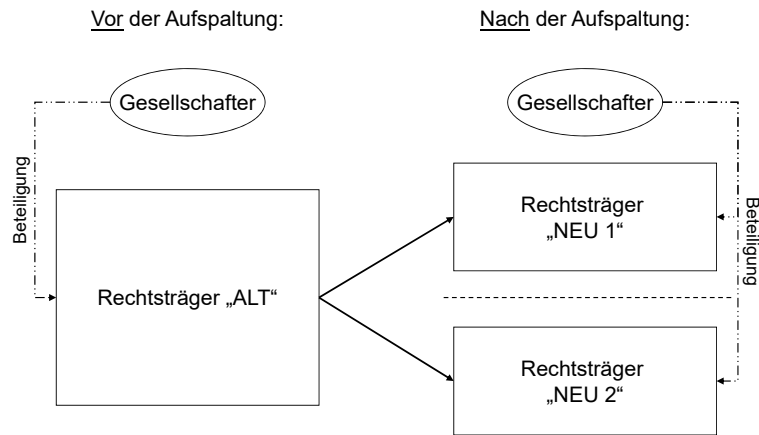 Vor der Aufspaltung:
Nach der Aufspaltung:
Gesellschafter
Gesellschafter
Beteiligung
Rechtsträger „ALT“
Rechtsträger
„NEU 1“
Beteiligung
Rechtsträger
„NEU 2“